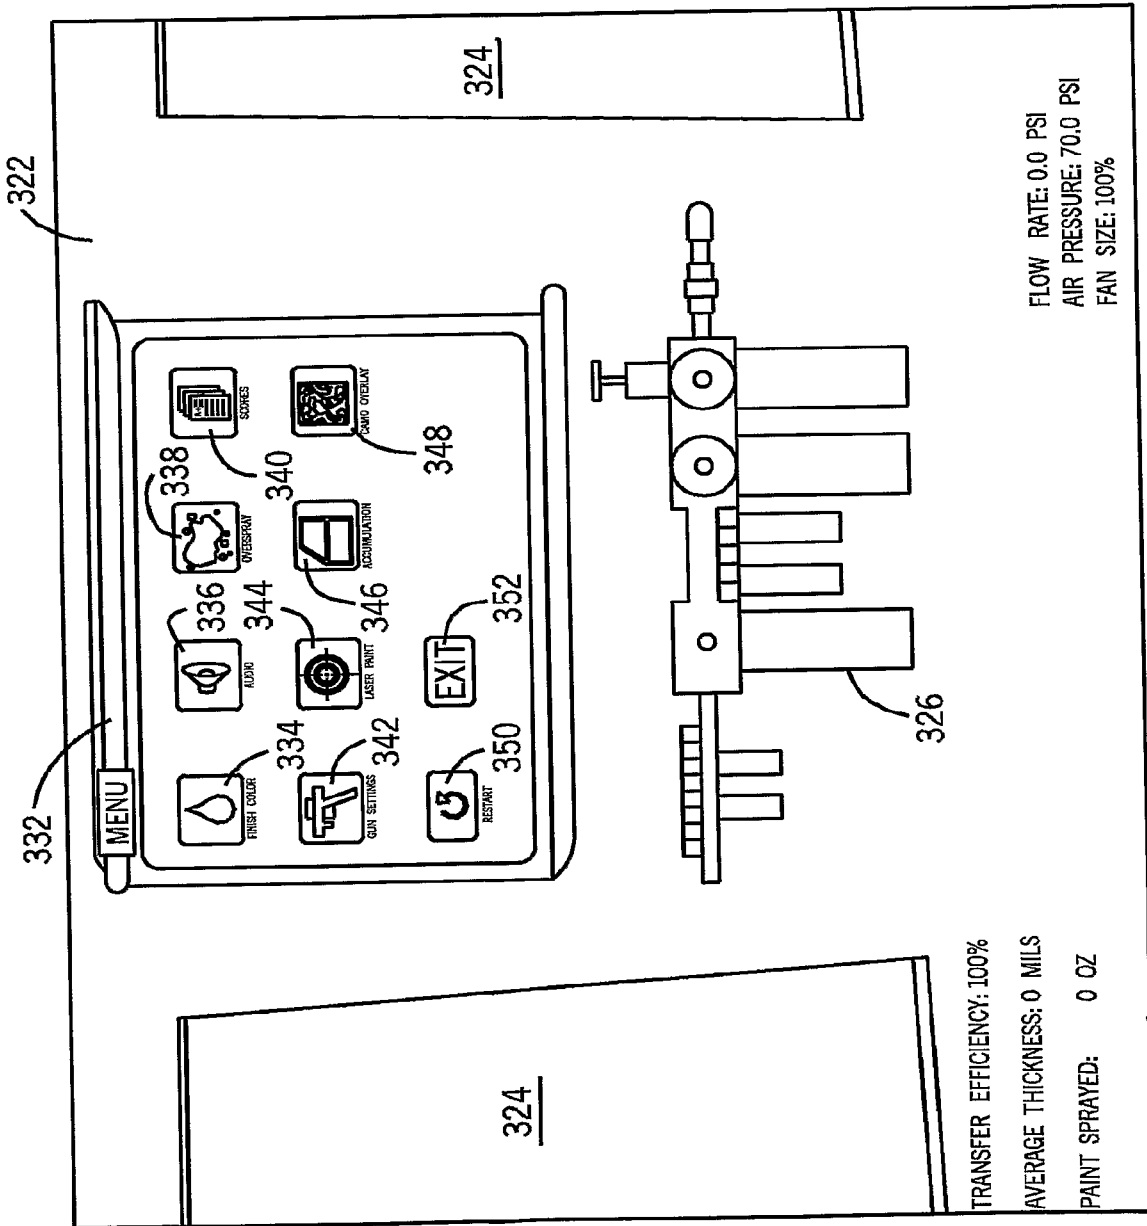 322
332
MENU
336
338
FINISH COLOR
AUDIO
OVERSPRAY
SCORES
334
344
340
GUN SETTINGS
LASER PAINT
ACCUMULATION
CAMO OVERLAY
342
346
348
EXIT
RESTART
350
352
324
324
326
TRANSFER EFFICIENCY: 100%
AVERAGE THICKNESS: 0 MILS
PAINT SPRAYED: 0 OZ
FLOW RATE: 0.0 PSI
AIR PRESSURE: 70.0 PSI
FAN SIZE: 100%